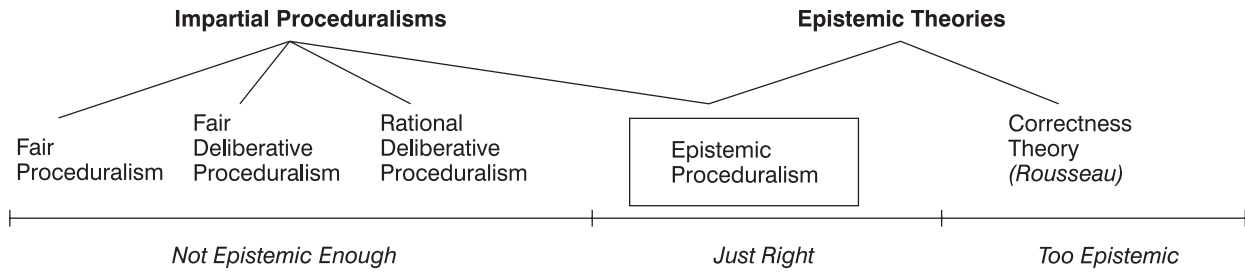 Impartial Proceduralisms
Epistemic Theories
Fair
Proceduralism
Fair
Deliberative
Proceduralism
Rational
Deliberative
Proceduralism
Epistemic
Proceduralism
Correctness
Theory
(Rousseau)
Not Epistemic Enough
Just Right
Too Epistemic